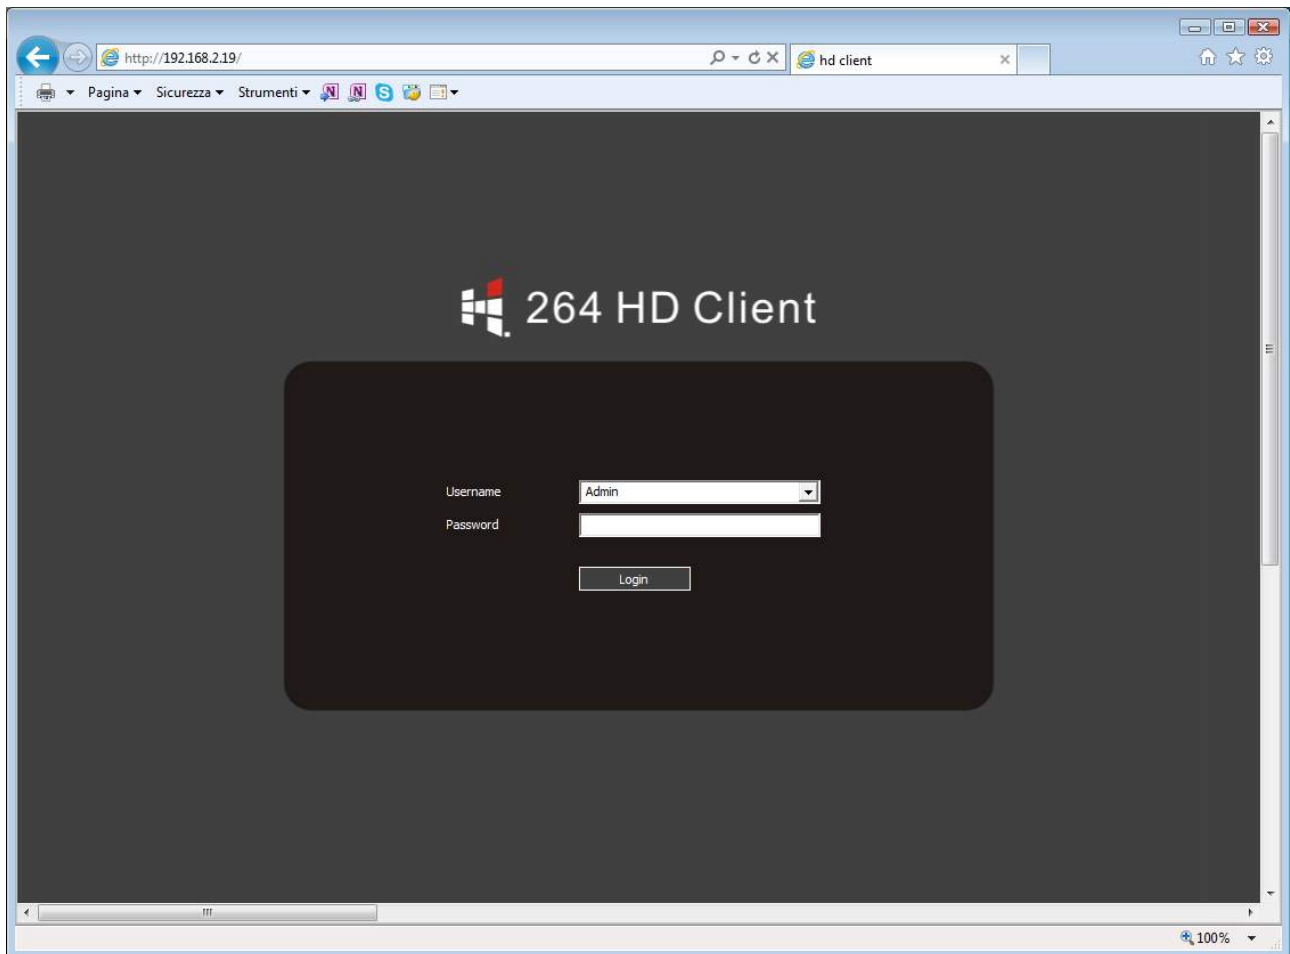 http://192.168.2.19/
hd client
Pagina Sicurezza Strumenti
264 HD Client
Username Admin
Password
Login
100%